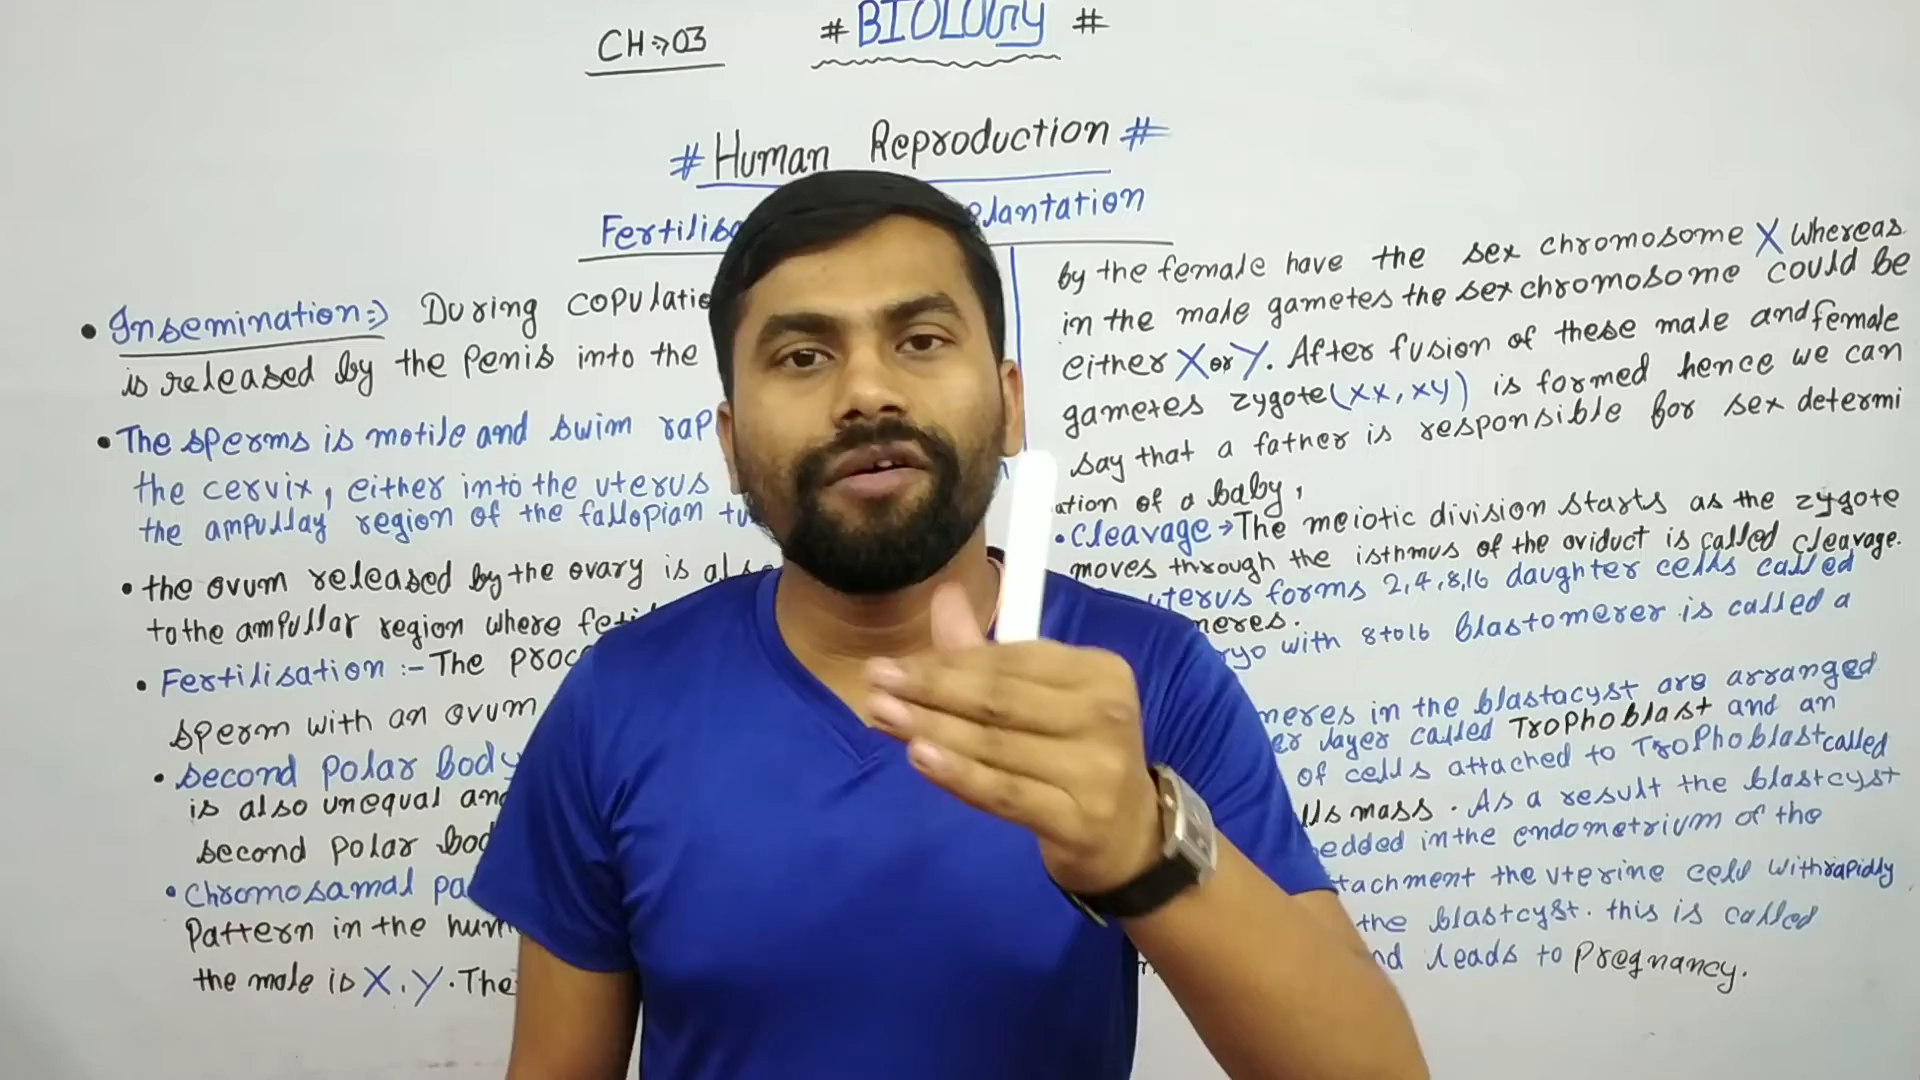 CH→03
# BIOLOGY #
# Human Reproduction #
Fertilisa lantation
• Insemination:⇒ During copulatio
is released by the Penis into the
• The sperms is motile and swim rap
the cervix, either into the uterus
the ampullay region of the fallopian tu
• the ovum released by the ovary is also
to the ampullar region where feti
• Fertilisation :- The proc
sperm with an ovum
• second polar body
is also unequal and
second polar bod
• Chromosamal pa
Pattern in the hum
the male is X, Y. The
by the female have the sex chromosome X whereas
in the male gametes the sex chromosome could be
either X or Y. After fusion of these male and female
gametes zygote (xx, xy) is formed hence we can
say that a father is responsible for sex determi
ation of a baby,
• Cleavage → The meiotic division starts as the zygote
moves through the isthmus of the oviduct is called cleavage.
uterus forms 2,4,8,16 daughter cells called
meres.
ryo with 8 to 16 blastomerer is called a
meres in the blastacyst are arranged
er layer called Trophoblast and an
of cells attached to Trophoblast called
lls mass. As a result the blastcyst
edded in the endometrium of the
tachment the uterine cell with rapidly
the blastcyst. this is called
nd leads to Pregnancy.